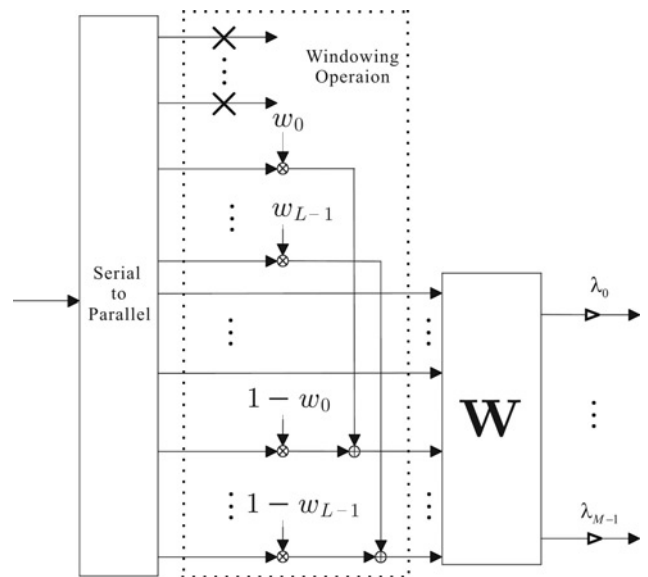 Windowing
Operaion
w_0
w_{L-1}
Serial
to
Parallel
λ_0
1 - w_0
W
1 - w_{L-1}
λ_{M-1}